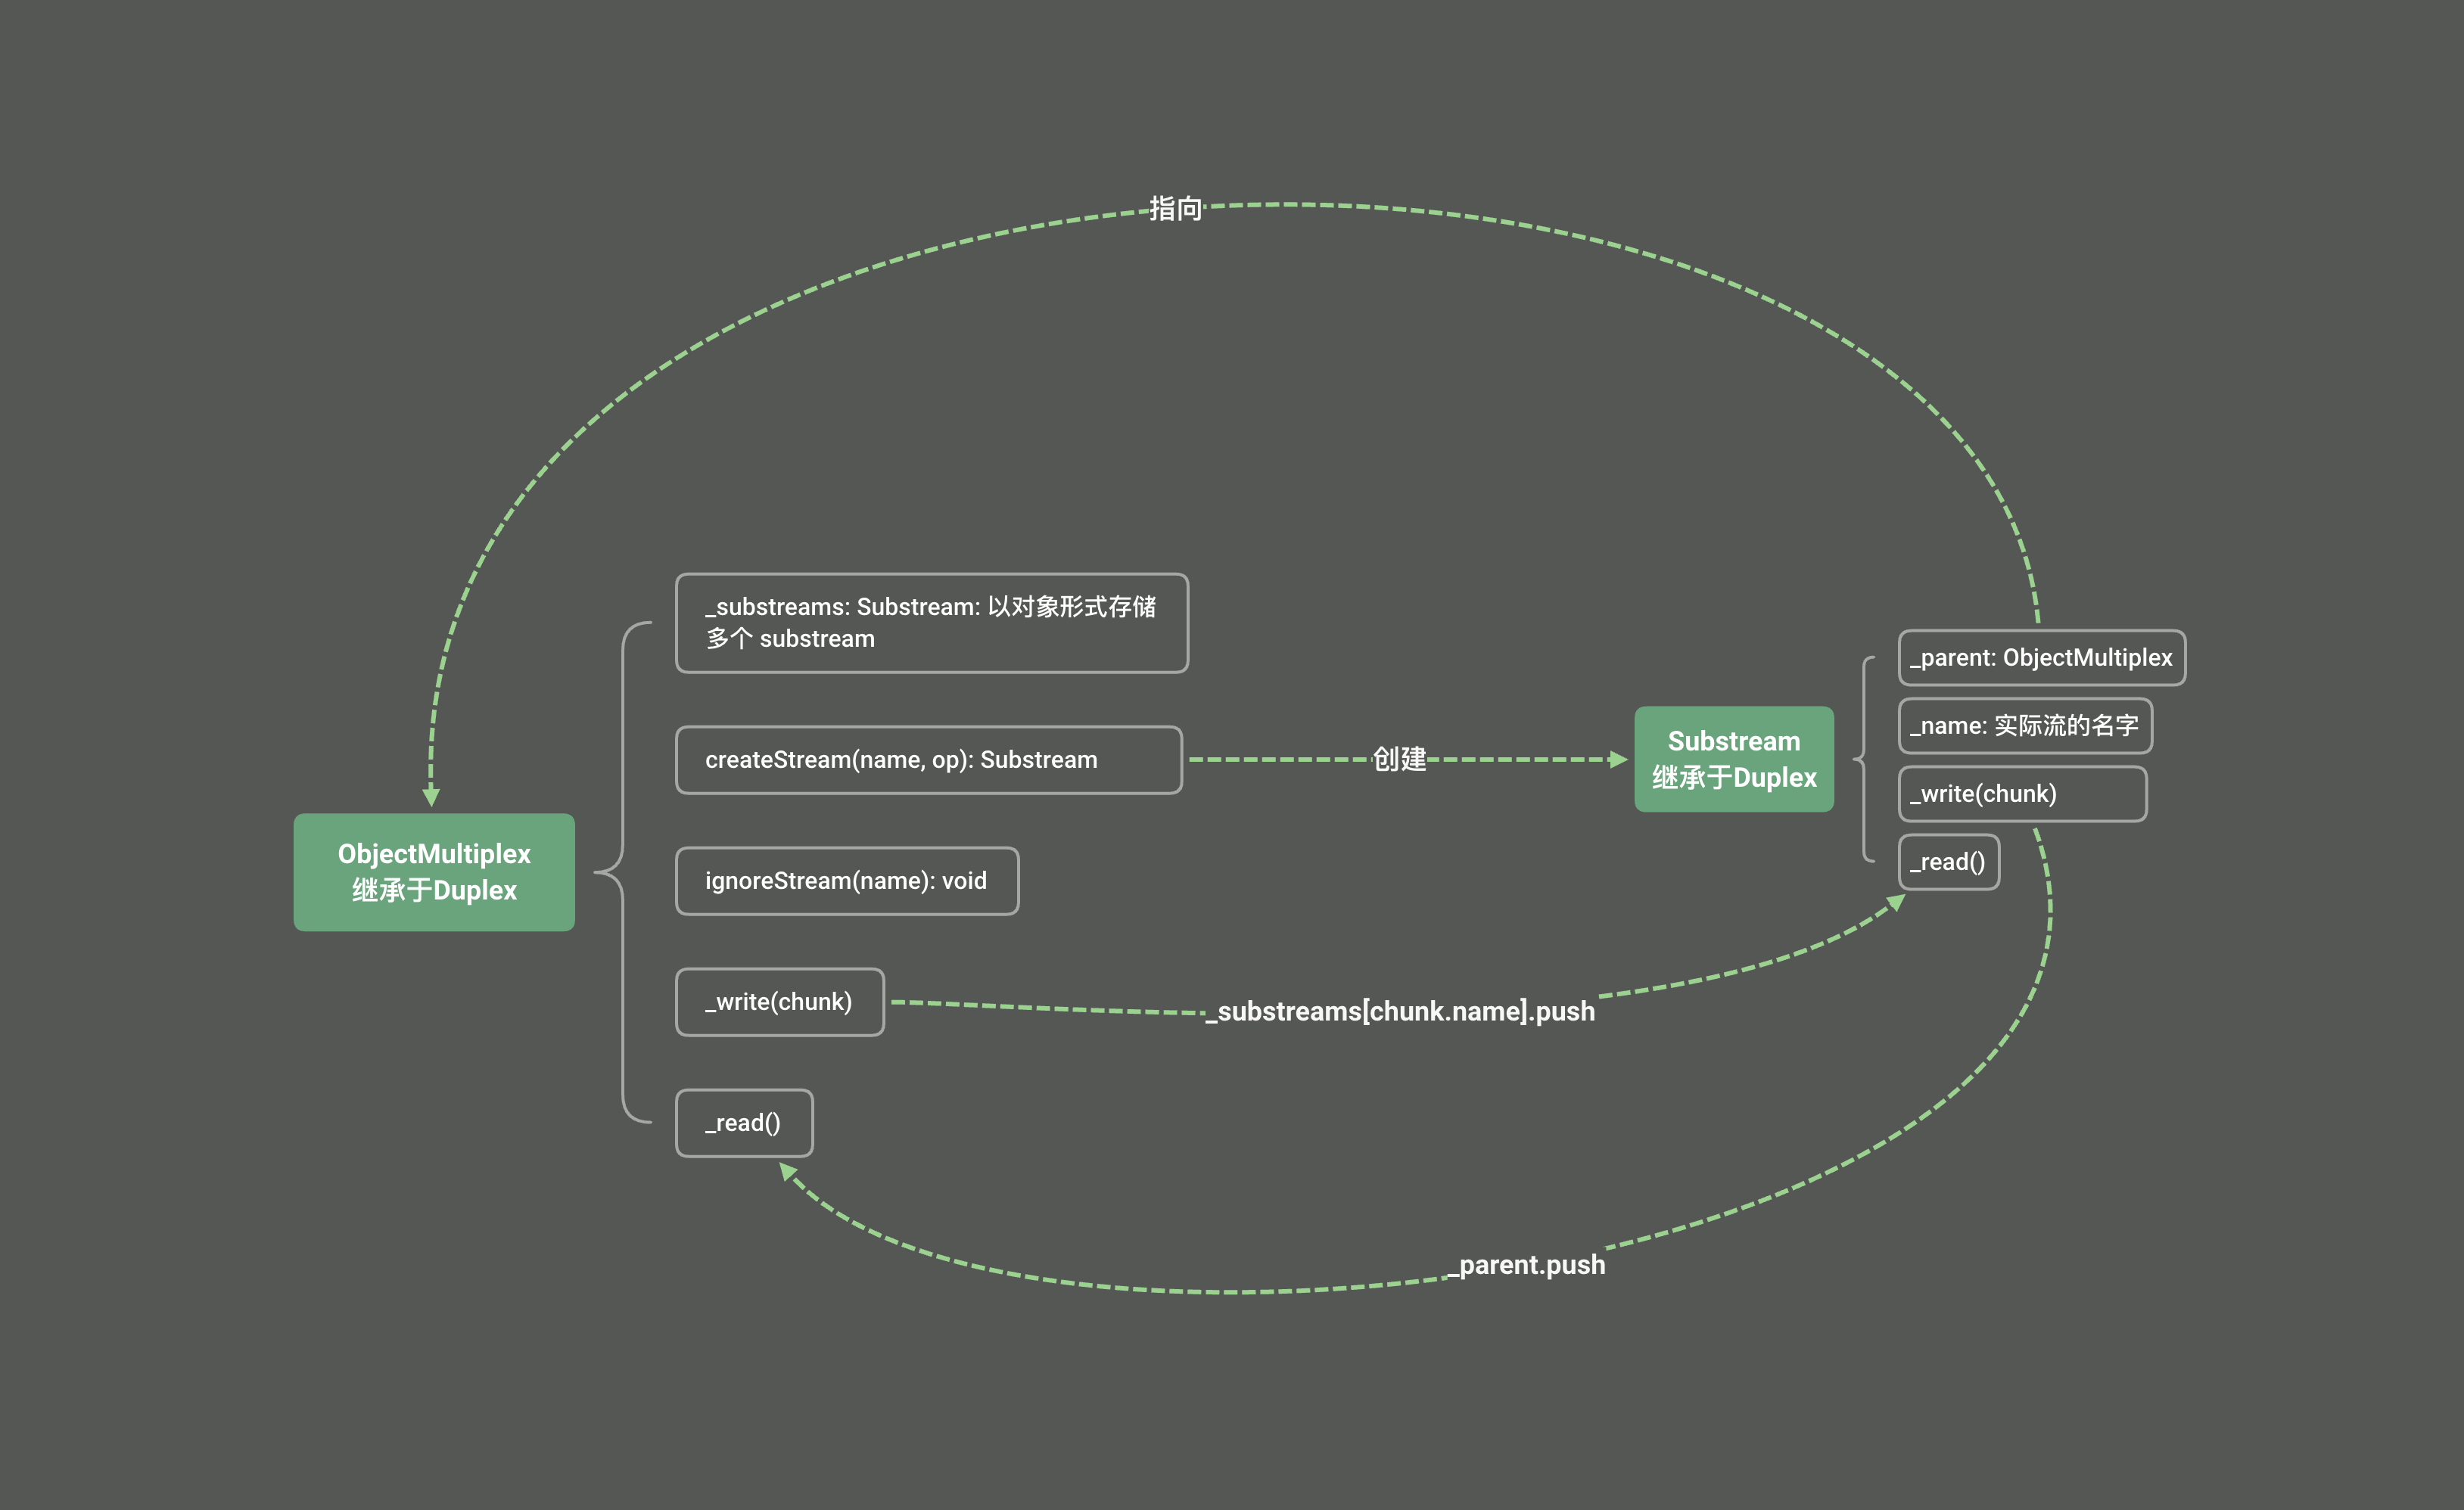 指向
_substreams: Substream: 以对象形式存储
多个 substream
createStream(name, op): Substream
创建
ignoreStream(name): void
_write(chunk)
_substreams[chunk.name].push
_read()
ObjectMultiplex
继承于Duplex
Substream
继承于Duplex
_parent: ObjectMultiplex
_name: 实际流的名字
_write(chunk)
_read()
_parent.push